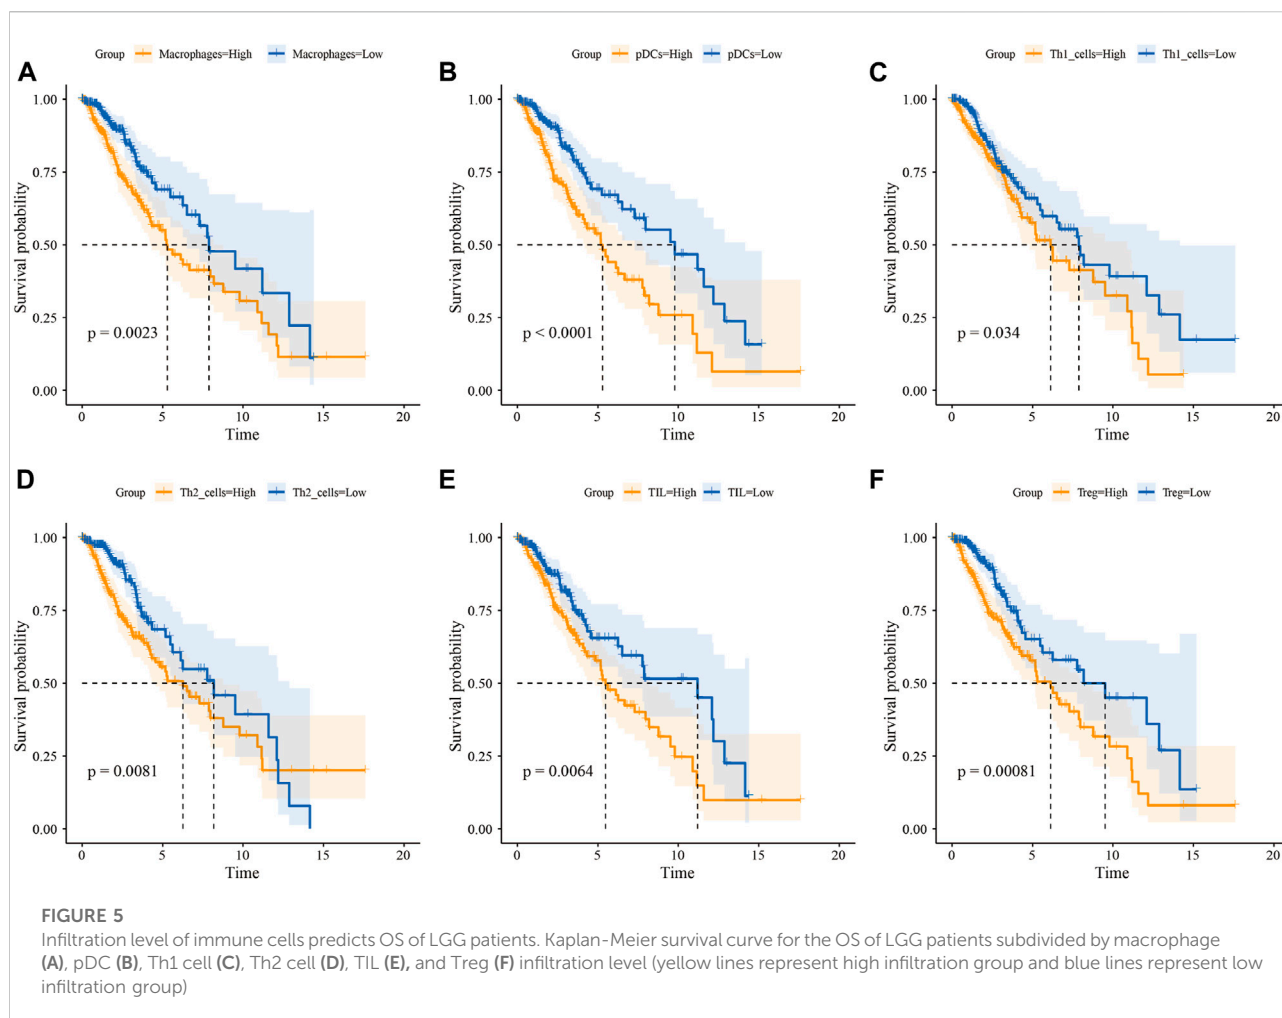 A
Group Macrophages=High Macrophages=Low
1.00
0.75
0.50
0.25
0.00
Survival probability
p = 0.0023
0 5 10 15 20
Time
B
Group pDCs=High pDCs=Low
1.00
0.75
0.50
0.25
0.00
Survival probability
p < 0.0001
0 5 10 15 20
Time
C
Group Th1_cells=High Th1_cells=Low
1.00
0.75
0.50
0.25
0.00
Survival probability
p = 0.034
0 5 10 15 20
Time
D
Group Th2_cells=High Th2_cells=Low
1.00
0.75
0.50
0.25
0.00
Survival probability
p = 0.0081
0 5 10 15 20
Time
E
Group TIL=High TIL=Low
1.00
0.75
0.50
0.25
0.00
Survival probability
p = 0.0064
0 5 10 15 20
Time
F
Group Treg=High Treg=Low
1.00
0.75
0.50
0.25
0.00
Survival probability
p = 0.00081
0 5 10 15 20
Time
FIGURE 5
Infiltration level of immune cells predicts OS of LGG patients. Kaplan-Meier survival curve for the OS of LGG patients subdivided by macrophage
(A), pDC (B), Th1 cell (C), Th2 cell (D), TIL (E), and Treg (F) infiltration level (yellow lines represent high infiltration group and blue lines represent low
infiltration group)